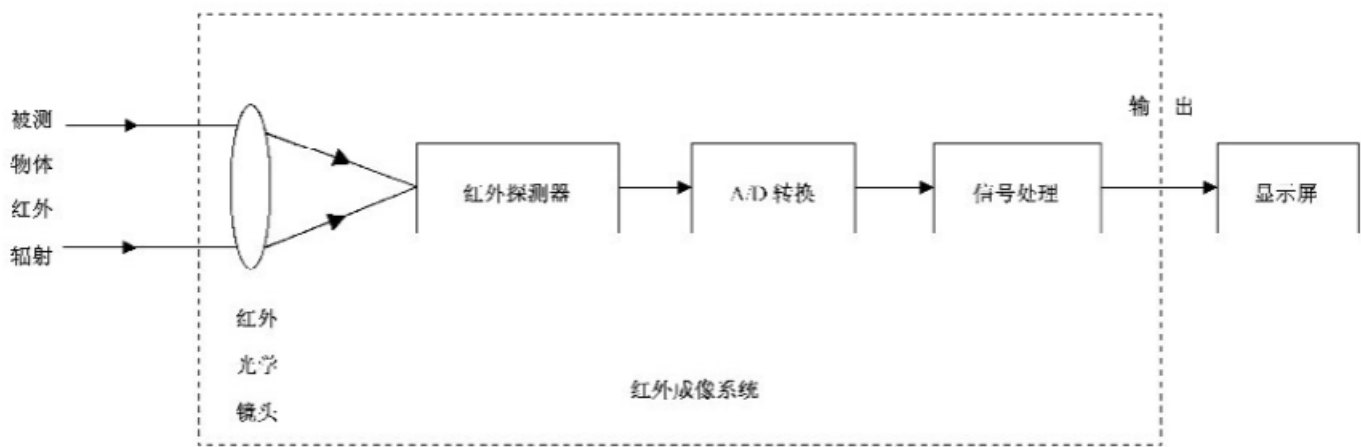 被测
物体
红外
辐射
红外
光学
镜头
红外探测器
A/D 转换
信号处理
输 出
显示屏
红外成像系统